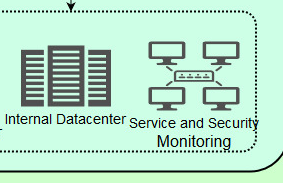 Internal Datacenter
Service and Security
Monitoring